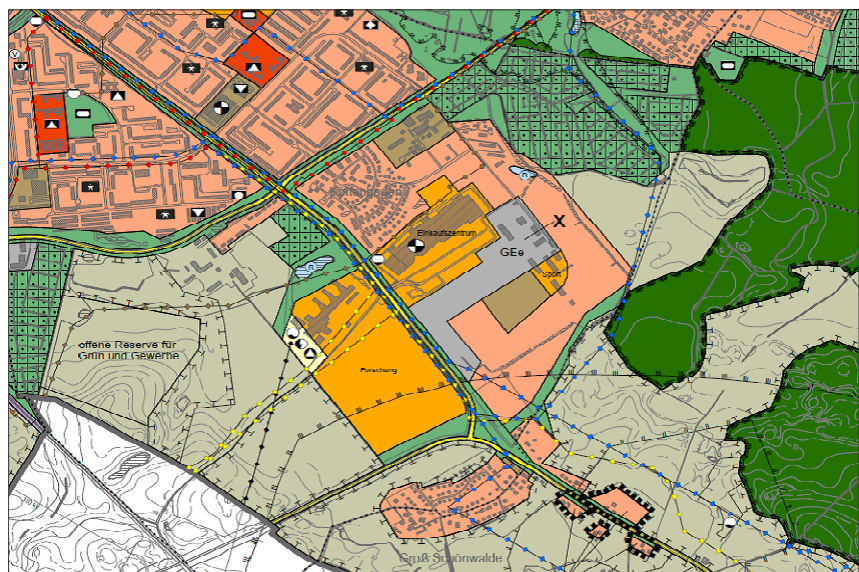 Einkaufszentrum
GEe
X
Sport
offene Reserve für
Grün und Gewerbe
Forschung
Groß Schönwalde